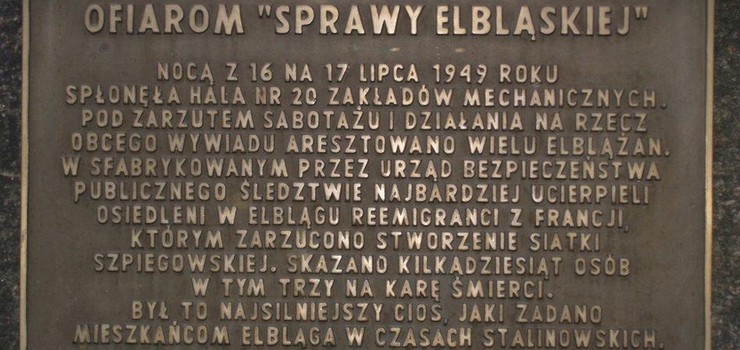 OFIAROM "SPRAWY ELBLĄSKIEJ"
NOCĄ Z 16 NA 17 LIPCA 1949 ROKU
SPŁONĘŁA HALA NR 20 ZAKŁADÓW MECHANICZNYCH.
POD ZARZUTEM SABOTAŻU I DZIAŁANIA NA RZECZ
OBCEGO WYWIADU ARESZTOWANO WIELU ELBLĄŻAN.
W SFABRYKOWANYM PRZEZ URZĄD BEZPIECZEŃSTWA
PUBLICZNEGO ŚLEDZTWIE NAJBARDZIEJ UCIERPIELI
OSIEDLENI W ELBLĄGU REEMIGRANCI Z FRANCJI,
KTÓRYM ZARZUCONO STWORZENIE SIATKI
SZPIEGOWSKIEJ. SKAZANO KILKĄDZIESIĄT OSÓB
W TYM TRZY NA KARĘ ŚMIERCI.
BYŁ TO NAJSILNIEJSZY CIOS, JAKI ZADANO
MIESZKAŃCOM ELBLĄGA W CZASACH STALINOWSKICH.